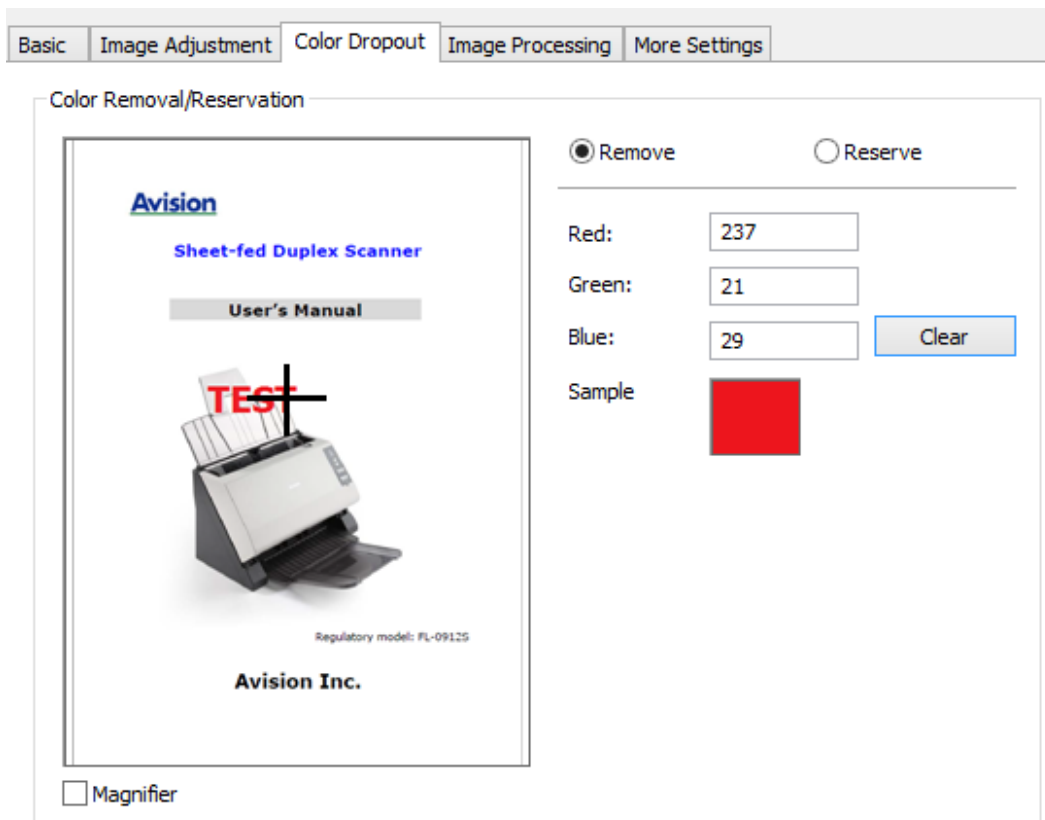 Basic Image Adjustment Color Dropout Image Processing More Settings
Color Removal/Reservation
Avision
Sheet-fed Duplex Scanner
User's Manual
TEST
Regulatory model: FL-0912S
Avision Inc.
Magnifier
Remove Reserve
Red: 237
Green: 21
Blue: 29 Clear
Sample